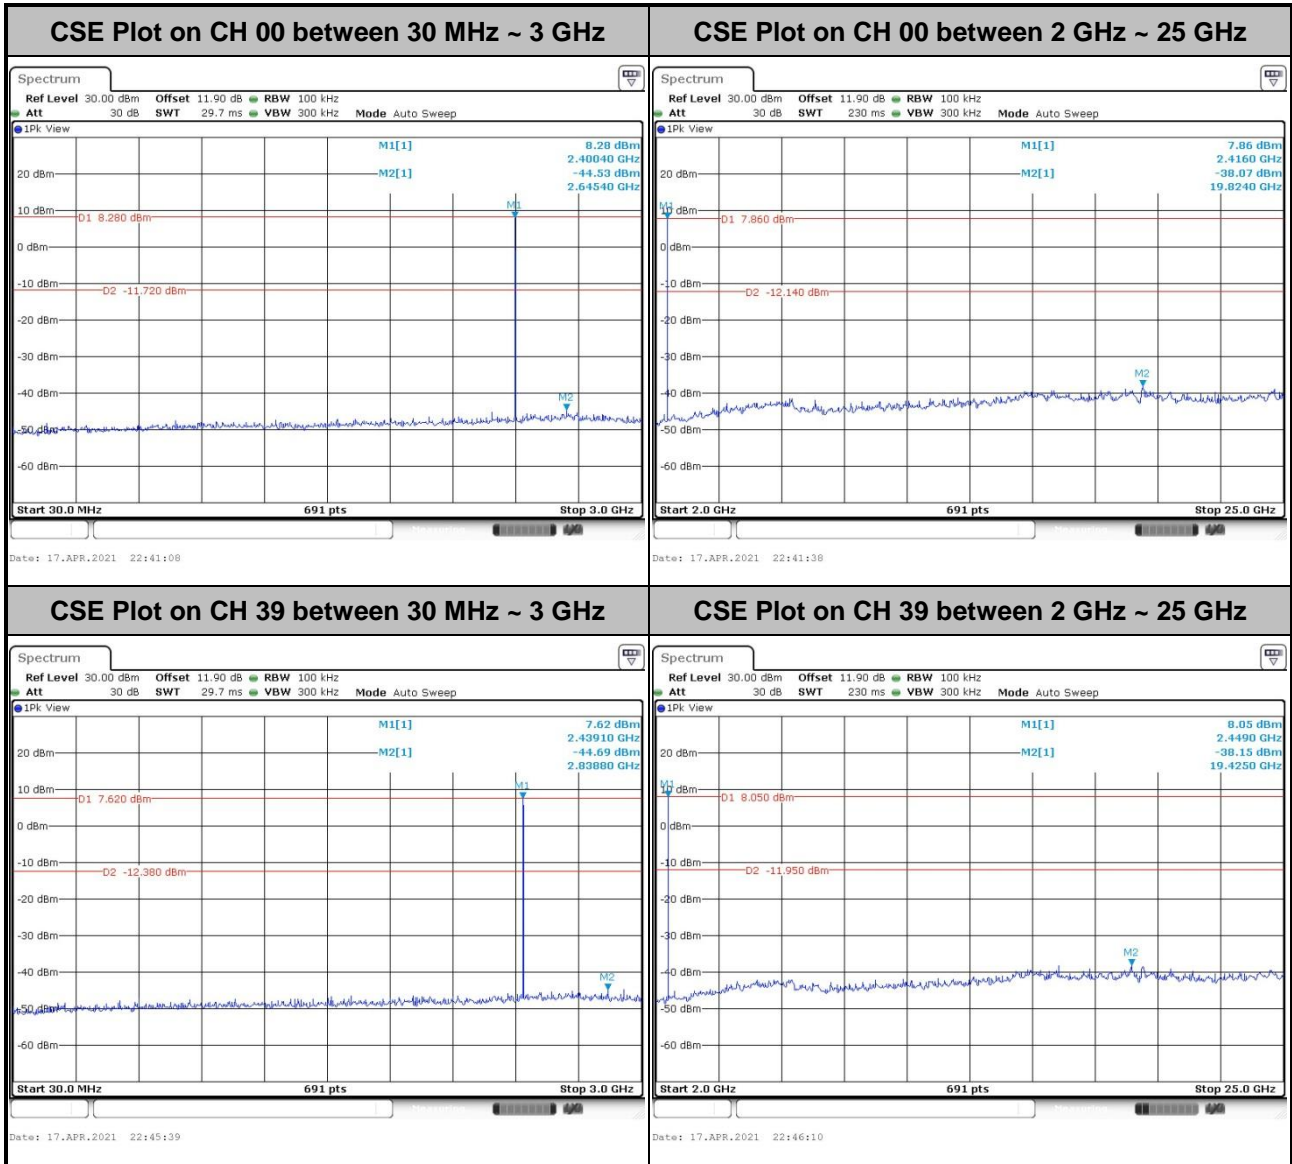 CSE Plot on CH 00 between 30 MHz ~ 3 GHz
Spectrum
Ref Level 30.00 dBm Offset 11.90 dB RBW 100 kHz
Att 30 dB SWT 29.7 ms VBW 300 kHz Mode Auto Sweep
1Pk View
M1[1] 8.28 dBm
2.40040 GHz
20 dBm M2[1] -44.53 dBm
2.64540 GHz
M1
10 dBm
D1 8.280 dBm
0 dBm
-10 dBm
D2 -11.720 dBm
-20 dBm
-30 dBm
-40 dBm
M2
-50 dBm
-60 dBm
Start 30.0 MHz 691 pts Stop 3.0 GHz
Date: 17.APR.2021 22:41:08
CSE Plot on CH 00 between 2 GHz ~ 25 GHz
Spectrum
Ref Level 30.00 dBm Offset 11.90 dB RBW 100 kHz
Att 30 dB SWT 230 ms VBW 300 kHz Mode Auto Sweep
1Pk View
M1[1] 7.86 dBm
2.4160 GHz
20 dBm M2[1] -38.07 dBm
19.8240 GHz
M1
10 dBm
D1 7.860 dBm
0 dBm
-10 dBm
D2 -12.140 dBm
-20 dBm
-30 dBm
M2
-40 dBm
-50 dBm
-60 dBm
Start 2.0 GHz 691 pts Stop 25.0 GHz
Date: 17.APR.2021 22:41:38
CSE Plot on CH 39 between 30 MHz ~ 3 GHz
Spectrum
Ref Level 30.00 dBm Offset 11.90 dB RBW 100 kHz
Att 30 dB SWT 29.7 ms VBW 300 kHz Mode Auto Sweep
1Pk View
M1[1] 7.62 dBm
2.43910 GHz
20 dBm M2[1] -44.69 dBm
2.83880 GHz
M1
10 dBm
D1 7.620 dBm
0 dBm
-10 dBm
D2 -12.380 dBm
-20 dBm
-30 dBm
-40 dBm
M2
-50 dBm
-60 dBm
Start 30.0 MHz 691 pts Stop 3.0 GHz
Date: 17.APR.2021 22:45:39
CSE Plot on CH 39 between 2 GHz ~ 25 GHz
Spectrum
Ref Level 30.00 dBm Offset 11.90 dB RBW 100 kHz
Att 30 dB SWT 230 ms VBW 300 kHz Mode Auto Sweep
1Pk View
M1[1] 8.05 dBm
2.4490 GHz
20 dBm M2[1] -38.15 dBm
19.4250 GHz
M1
10 dBm
D1 8.050 dBm
0 dBm
-10 dBm
D2 -11.950 dBm
-20 dBm
-30 dBm
M2
-40 dBm
-50 dBm
-60 dBm
Start 2.0 GHz 691 pts Stop 25.0 GHz
Date: 17.APR.2021 22:46:10